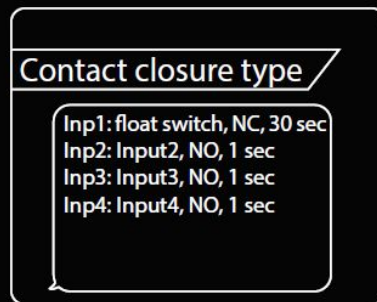 Contact closure type
Inp1: float switch, NC, 30 sec
Inp2: Input2, NO, 1 sec
Inp3: Input3, NO, 1 sec
Inp4: Input4, NO, 1 sec